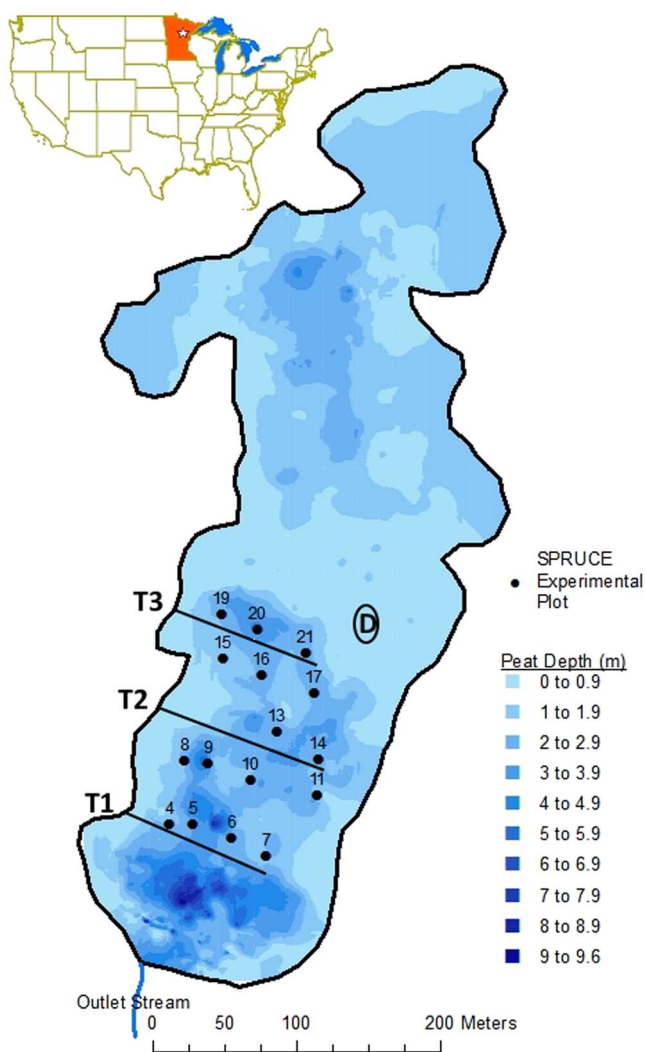 T3
19
20
21
D
15
16
17
T2
13
14
8
9
10
11
T1
4
5
6
7
SPRUCE
Experimental
Plot
Peat Depth (m)
0 to 0.9
1 to 1.9
2 to 2.9
3 to 3.9
4 to 4.9
5 to 5.9
6 to 6.9
7 to 7.9
8 to 8.9
9 to 9.6
Outlet Stream
0 50 100 200 Meters